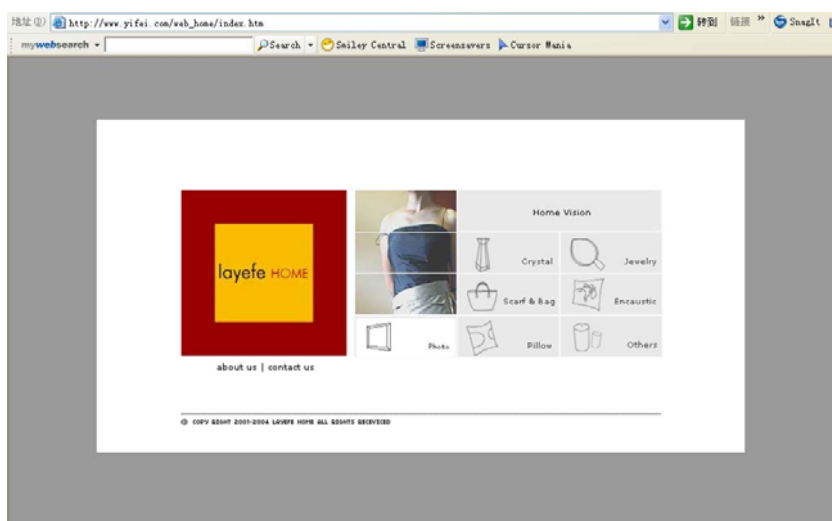 地址(D) http://www.yifei.com/web_home/index.htm 转到 链接 » SnagIt
mywebsearch Search Smiley Central Screensavers Cursor Mania
Home Vision
layefe HOME
Crystal Jewelry
Scarf & Bag Encaustic
Photo Pillow Others
about us | contact us
© COPY RIGHT 2001-2004 LAYEFE HOME ALL RIGHTS RECEVICED